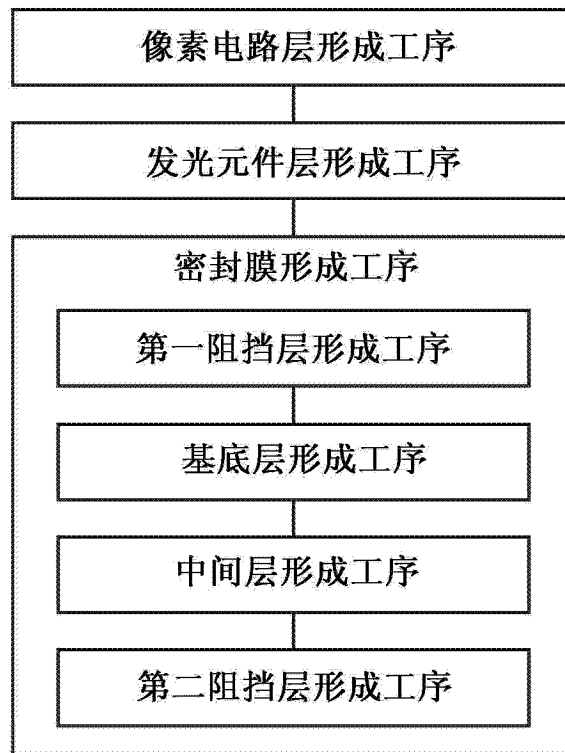 像素电路层形成工序
发光元件层形成工序
密封膜形成工序
第一阻挡层形成工序
基底层形成工序
中间层形成工序
第二阻挡层形成工序